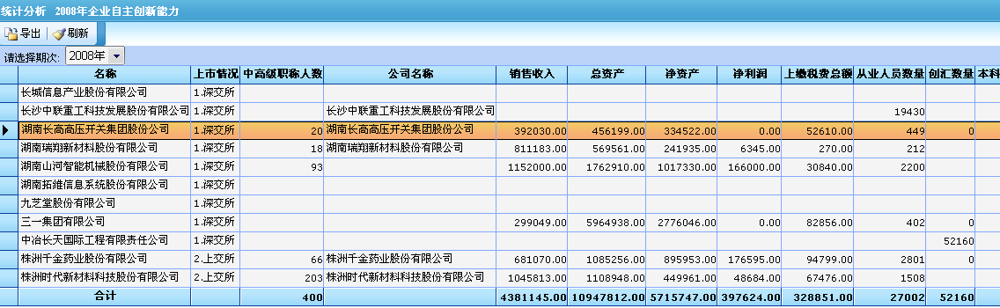 统计分析 2008年企业自主创新能力
导出 刷新
请选择期次: 2008年
名称 上市情况 中高级职称人数 公司名称 销售收入 总资产 净资产 净利润 上缴税费总额 从业人员数量 创汇数量 本科
长城信息产业股份有限公司 1.深交所
长沙中联重工科技发展股份有限公司 1.深交所 长沙中联重工科技发展股份有限公司 19430
湖南长高高压开关集团股份公司 1.深交所 20 湖南长高高压开关集团股份公司 392030.00 456199.00 334522.00 0.00 52610.00 449 0
湖南瑞翔新材料股份有限公司 1.深交所 18 湖南瑞翔新材料股份有限公司 811183.00 569561.00 241935.00 6345.00 270.00 212
湖南山河智能机械股份有限公司 1.深交所 93 1152000.00 1762910.00 1017330.00 166000.00 30840.00 2200
湖南拓维信息系统股份有限公司 1.深交所
九芝堂股份有限公司 1.深交所
三一集团有限公司 1.深交所 299049.00 5964938.00 2776046.00 0.00 82856.00 402 0
中冶长天国际工程有限责任公司 1.深交所 52160
株洲千金药业股份有限公司 2.上交所 66 株洲千金药业股份有限公司 681070.00 1085256.00 895953.00 176595.00 94799.00 2801 0
株洲时代新材料科技股份有限公司 2.上交所 203 株洲时代新材料科技股份有限公司 1045813.00 1108948.00 449961.00 48684.00 67476.00 1508
合计 400 4381145.00 10947812.00 5715747.00 397624.00 328851.00 27002 52160